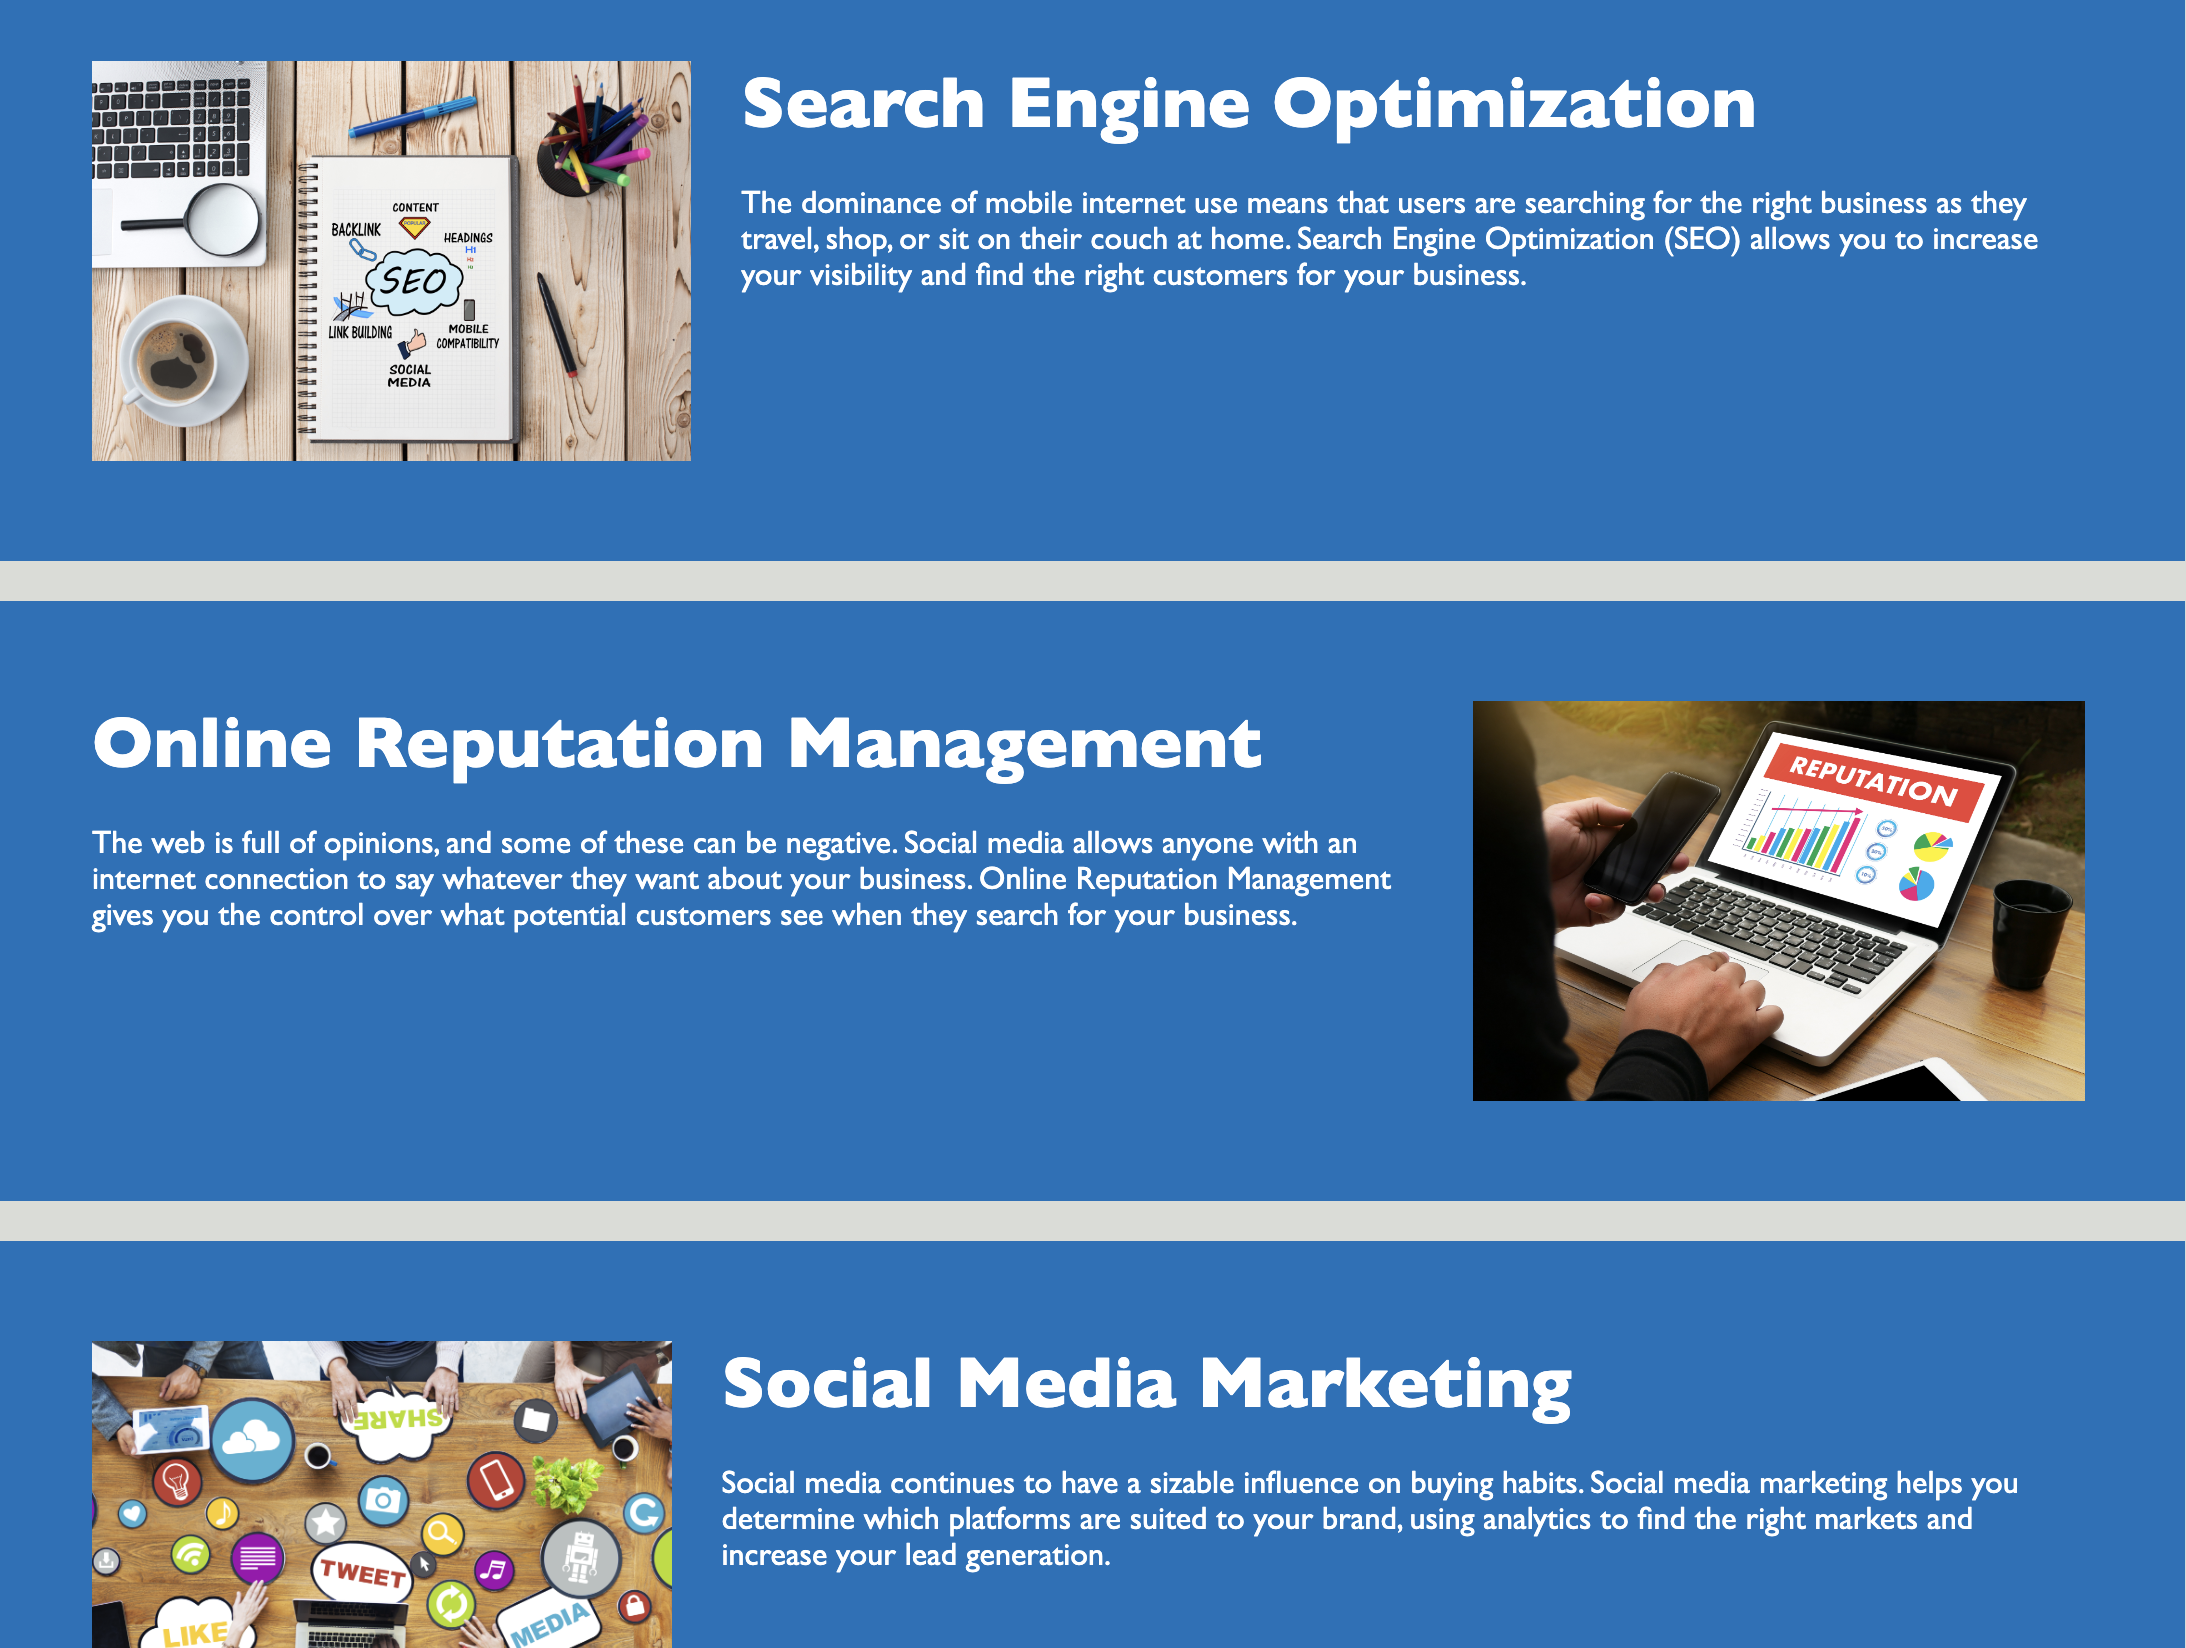 Search Engine Optimization
The dominance of mobile internet use means that users are searching for the right business as they
travel, shop, or sit on their couch at home. Search Engine Optimization (SEO) allows you to increase
your visibility and find the right customers for your business.
CONTENT
POPULAR
BACKLINK
HEADINGS
H1
H2
H3
SEO
LINK BUILDING
MOBILE
COMPATIBILITY
SOCIAL
MEDIA
Online Reputation Management
The web is full of opinions, and some of these can be negative. Social media allows anyone with an
internet connection to say whatever they want about your business. Online Reputation Management
gives you the control over what potential customers see when they search for your business.
REPUTATION
Social Media Marketing
Social media continues to have a sizable influence on buying habits. Social media marketing helps you
determine which platforms are suited to your brand, using analytics to find the right markets and
increase your lead generation.
SHARE
TWEET
LIKE
MEDIA